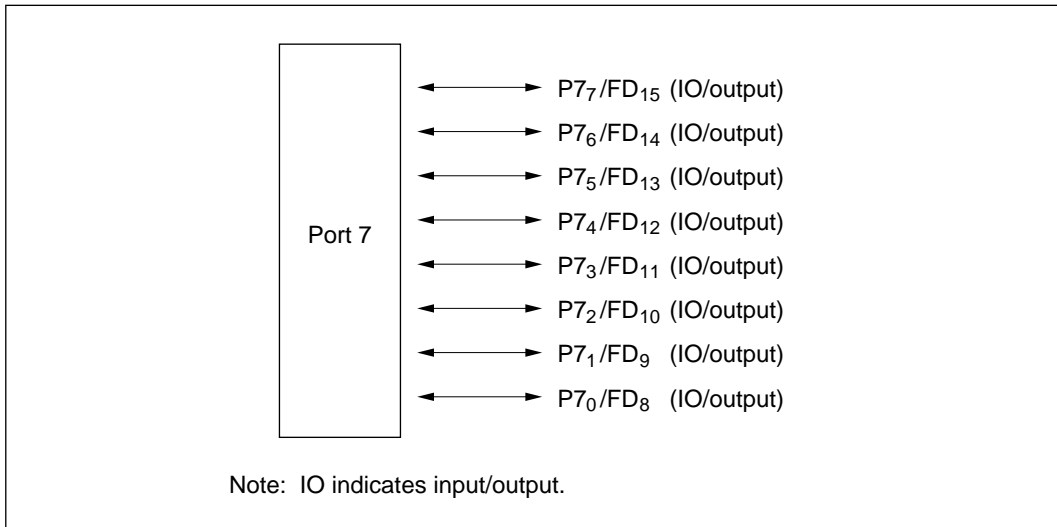 P7₇/FD₁₅ (IO/output)
P7₆/FD₁₄ (IO/output)
P7₅/FD₁₃ (IO/output)
P7₄/FD₁₂ (IO/output)
Port 7
P7₃/FD₁₁ (IO/output)
P7₂/FD₁₀ (IO/output)
P7₁/FD₉ (IO/output)
P7₀/FD₈ (IO/output)
Note: IO indicates input/output.